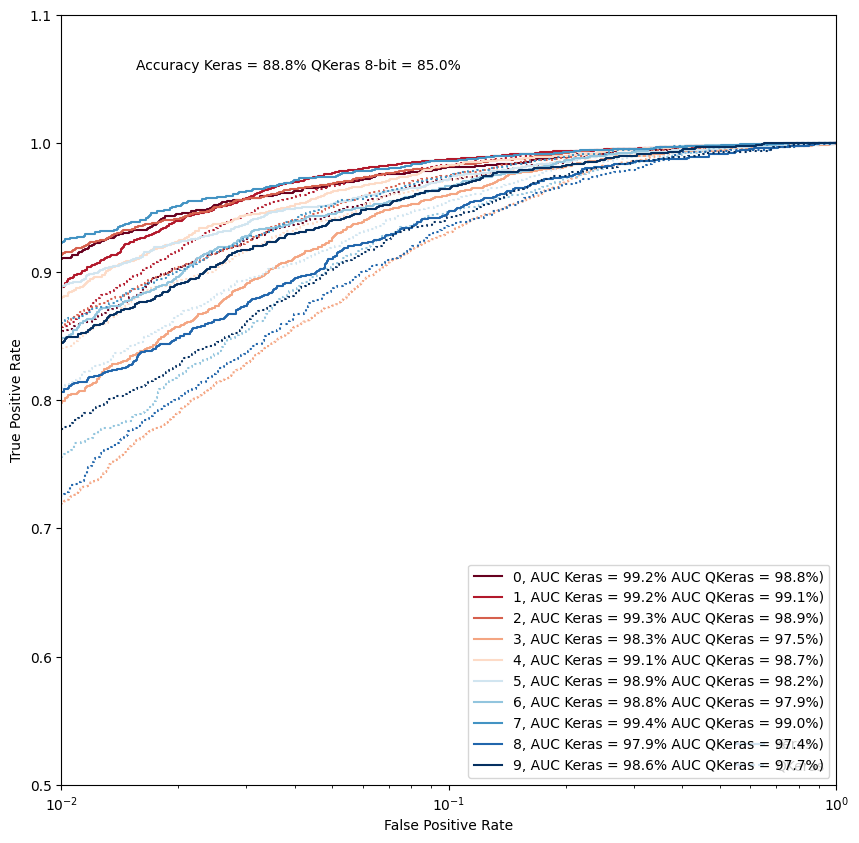 1.1
Accuracy Keras = 88.8% QKeras 8-bit = 85.0%
1.0
0.9
0.8
True Positive Rate
0.7
0.6
0.5
0, AUC Keras = 99.2% AUC QKeras = 98.8%)
1, AUC Keras = 99.2% AUC QKeras = 99.1%)
2, AUC Keras = 99.3% AUC QKeras = 98.9%)
3, AUC Keras = 98.3% AUC QKeras = 97.5%)
4, AUC Keras = 99.1% AUC QKeras = 98.7%)
5, AUC Keras = 98.9% AUC QKeras = 98.2%)
6, AUC Keras = 98.8% AUC QKeras = 97.9%)
7, AUC Keras = 99.4% AUC QKeras = 99.0%)
8, AUC Keras = 97.9% AUC QKeras = 97.4%)
9, AUC Keras = 98.6% AUC QKeras = 97.7%)
10⁻² 10⁻¹ 10⁰
False Positive Rate